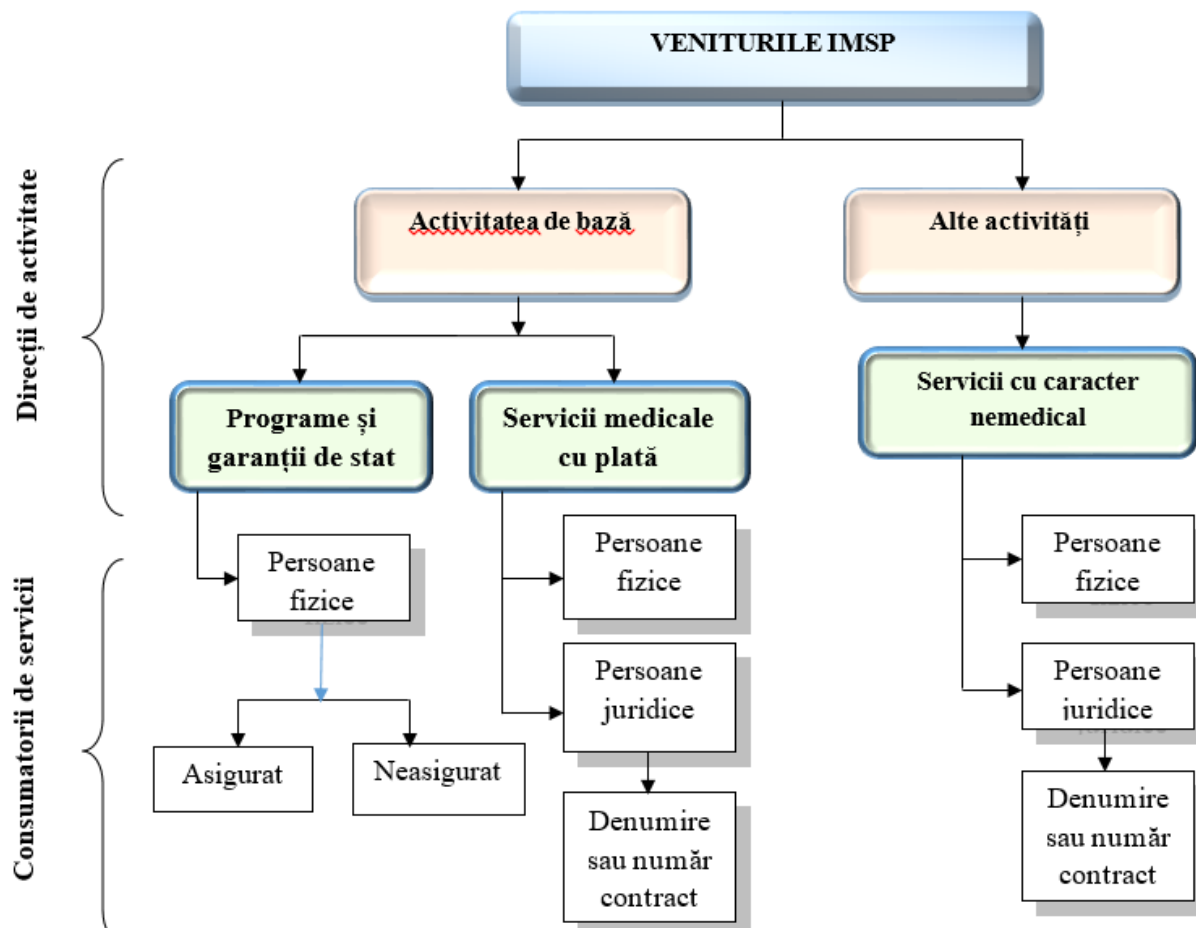 VENITURILE IMSP
Direcții de activitate
Activitatea de bază
Alte activități
Programe și
garanții de stat
Servicii medicale
cu plată
Servicii cu caracter
nemedical
Consumatorii de servicii
Persoane
fizice
Asigurat
Neasigurat
Persoane
fizice
Persoane
juridice
Denumire
sau număr
contract
Persoane
fizice
Persoane
juridice
Denumire
sau număr
contract